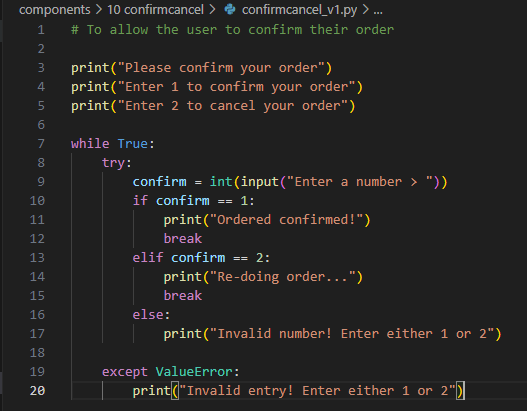 components > 10 confirmcancel > confirmcancel_v1.py > ...
1 # To allow the user to confirm their order
2
3 print("Please confirm your order")
4 print("Enter 1 to confirm your order")
5 print("Enter 2 to cancel your order")
6
7 while True:
8     try:
9         confirm = int(input("Enter a number > "))
10         if confirm == 1:
11             print("Ordered confirmed!")
12             break
13         elif confirm == 2:
14             print("Re-doing order...")
15             break
16         else:
17             print("Invalid number! Enter either 1 or 2")
18
19     except ValueError:
20         print("Invalid entry! Enter either 1 or 2")